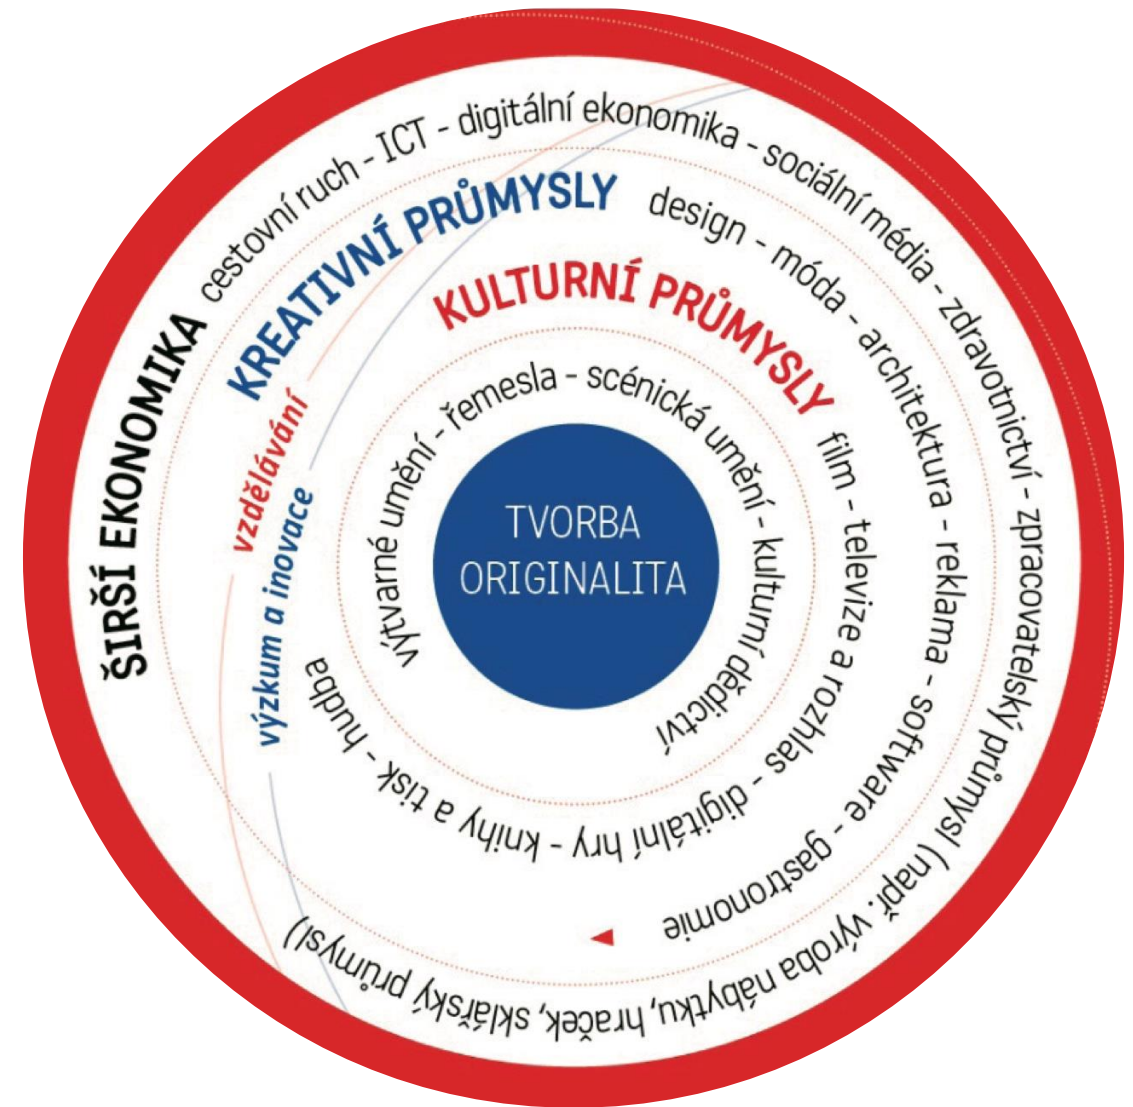 ŠIRŠÍ EKONOMIKA cestovní ruch - ICT - digitální ekonomika - sociální média - zdravotnictví - zpracovatelský průmysl (např. výroba nábytku, hraček, sklářský průmysl)
KREATIVNÍ PRŮMYSLY design - móda - architektura - reklama - software - gastronomie
KULTURNÍ PRŮMYSLY film - televize a rozhlas - digitální hry - knihy a tisk - hudba
výtvarné umění - řemesla - scénická umění - kulturní dědictví
vzdělávání
výzkum a inovace
TVORBA
ORIGINALITA